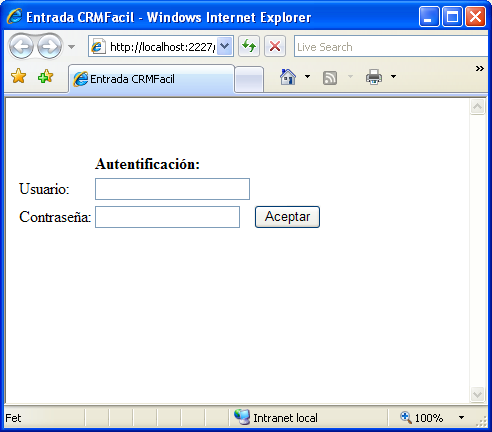 Entrada CRMFacil - Windows Internet Explorer
http://localhost:2227/
Live Search
Entrada CRMFacil
»
Autentificación:
Usuario:
Contraseña:
Aceptar
Fet
Intranet local
100%